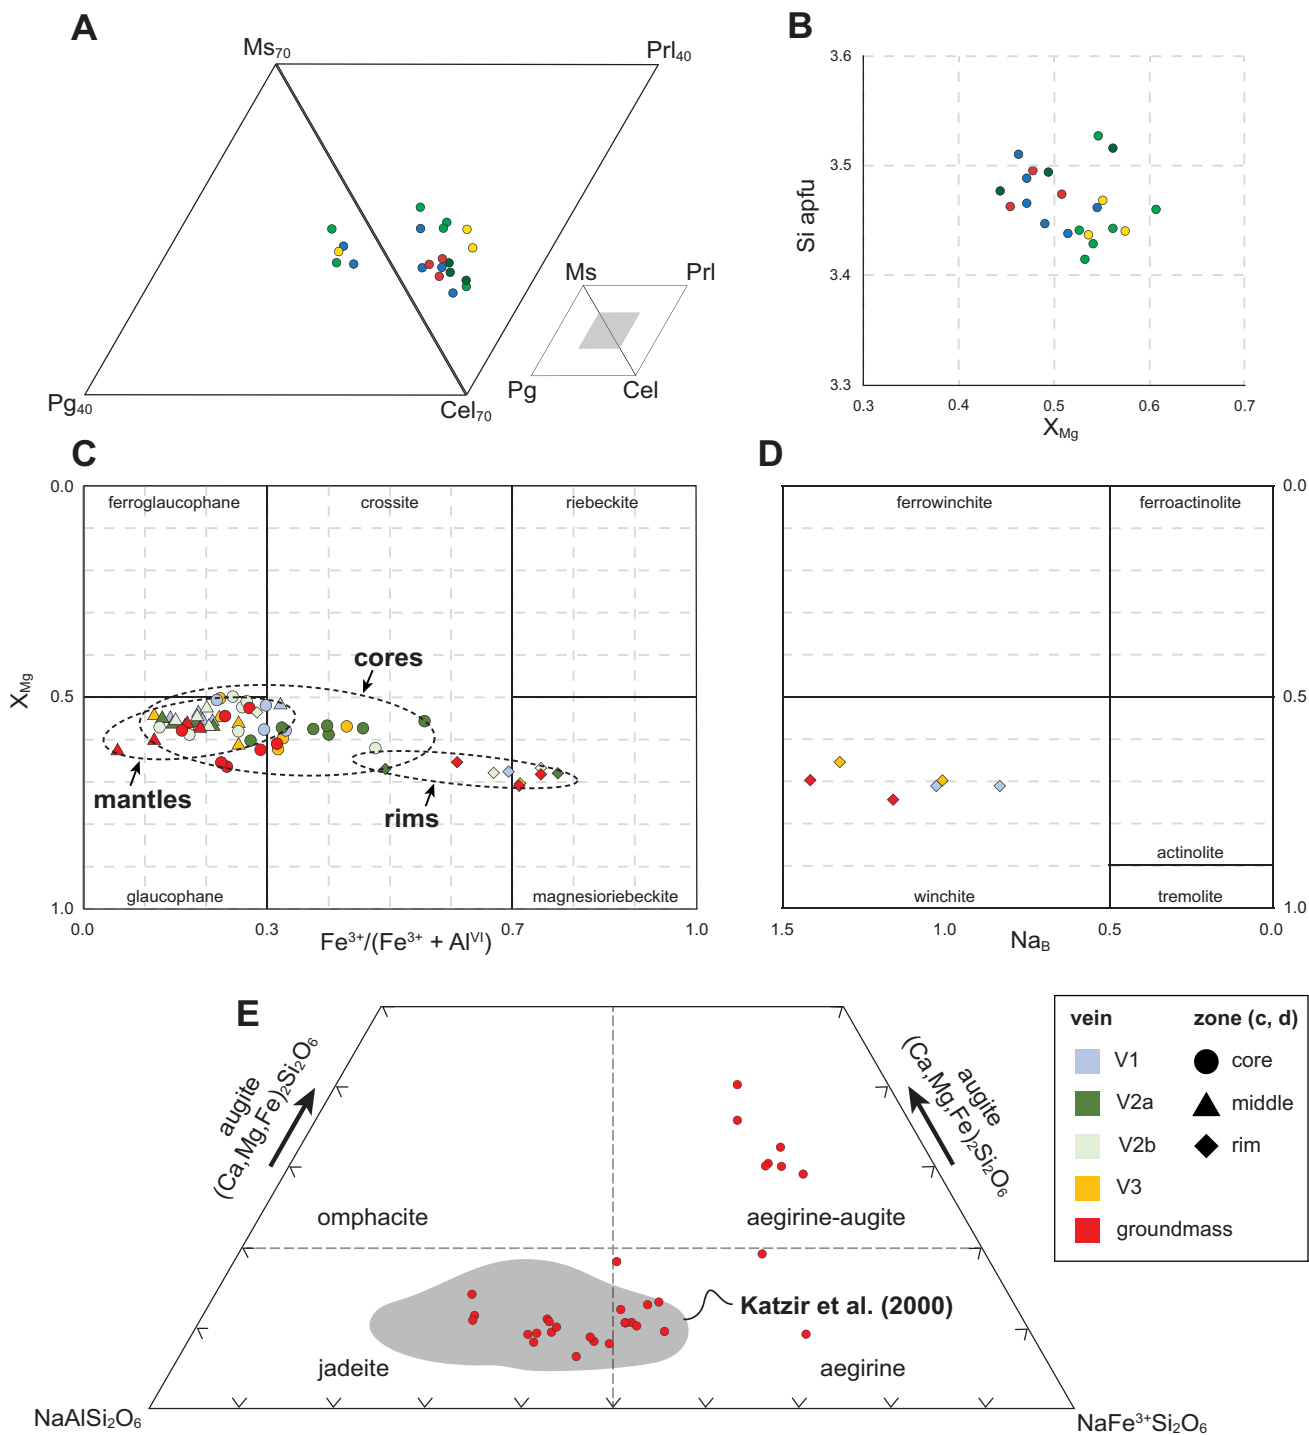 A
Ms₇₀
Prl₄₀
Pg₄₀
Cel₇₀
Ms
Prl
Pg
Cel
B
3.6
3.5
3.4
3.3
Si apfu
0.3
0.4
0.5
0.6
0.7
X_Mg
C
0.0
0.5
1.0
X_Mg
ferroglaucophane
crossite
riebeckite
cores
mantles
rims
glaucophane
magnesioriebeckite
0.0
0.3
0.7
1.0
Fe³⁺/(Fe³⁺ + Al^VI)
D
0.0
0.5
1.0
ferrowinchite
ferroactinolite
actinolite
winchite
tremolite
1.5
1.0
0.5
0.0
Na_B
E
augite
(Ca,Mg,Fe)₂Si₂O₆
augite
(Ca,Mg,Fe)₂Si₂O₆
omphacite
aegirine-augite
Katzir et al. (2000)
jadeite
aegirine
NaAlSi₂O₆
NaFe³⁺Si₂O₆
vein
zone (c, d)
V1
core
V2a
middle
V2b
rim
V3
groundmass